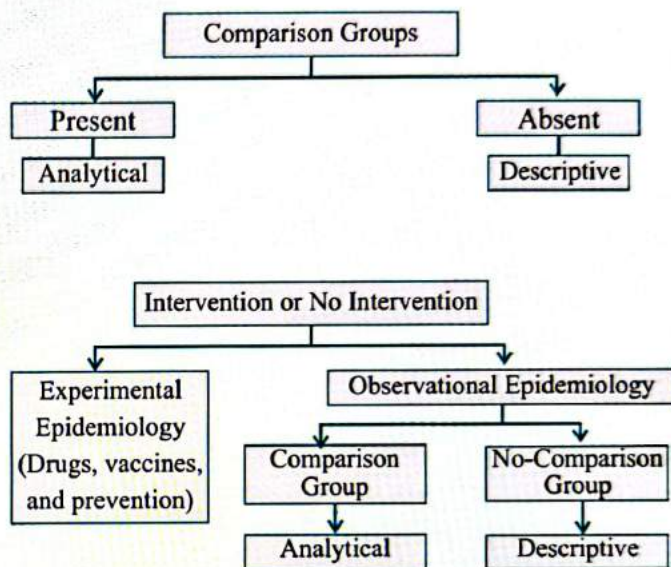 Comparison Groups
Present
Absent
Analytical
Descriptive
Intervention or No Intervention
Experimental
Epidemiology
(Drugs, vaccines,
and prevention)
Observational Epidemiology
Comparison
Group
No-Comparison
Group
Analytical
Descriptive